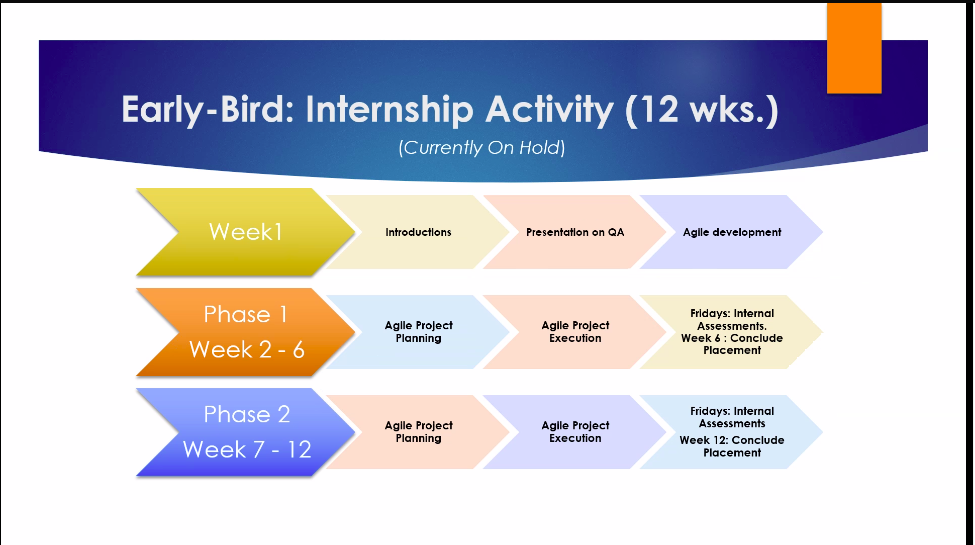 Early-Bird: Internship Activity (12 wks.)
(Currently On Hold)
Week1
Introductions
Presentation on QA
Agile development
Phase 1
Week 2 - 6
Agile Project
Planning
Agile Project
Execution
Fridays: Internal
Assessments.
Week 6 : Conclude
Placement
Phase 2
Week 7 - 12
Agile Project
Planning
Agile Project
Execution
Fridays: Internal
Assessments
Week 12: Conclude
Placement